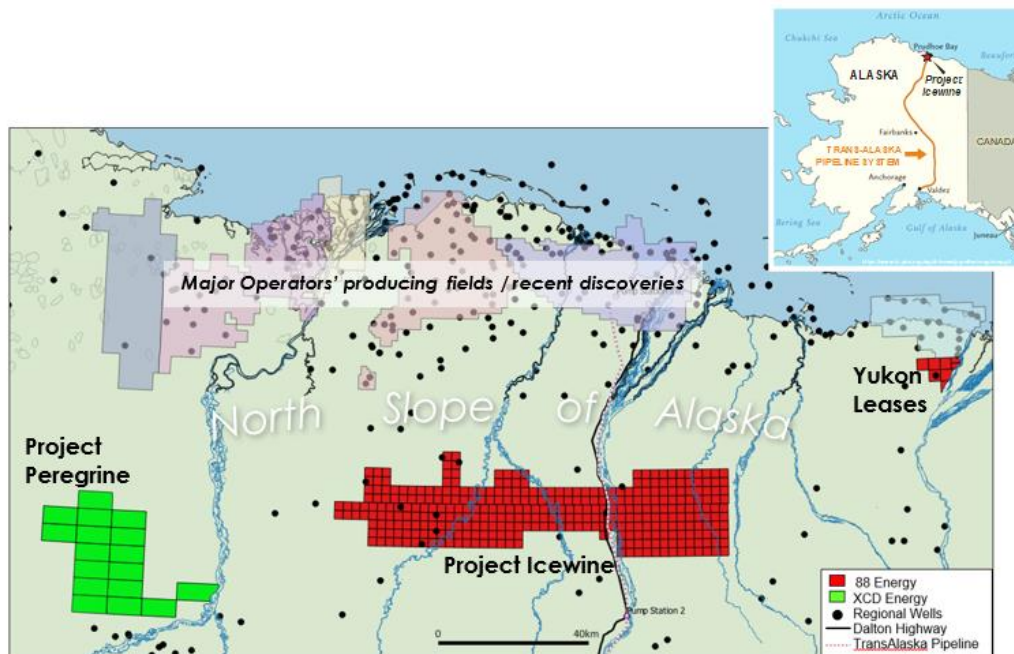 Arctic Ocean
Chukchi Sea
Beaufor
Prudhoe Bay
ALASKA
Project
Icewine
Fairbanks
CANADA
TRANS-ALASKA
PIPELINE SYSTEM
Anchorage
Valdez
Bering Sea
Gulf of Alaska
Juneau
Major Operators' producing fields / recent discoveries
Yukon
Leases
North Slope of Alaska
Project
Peregrine
Project Icewine
Pump Station 2
0 40km
88 Energy
XCD Energy
Regional Wells
Dalton Highway
TransAlaska Pipeline